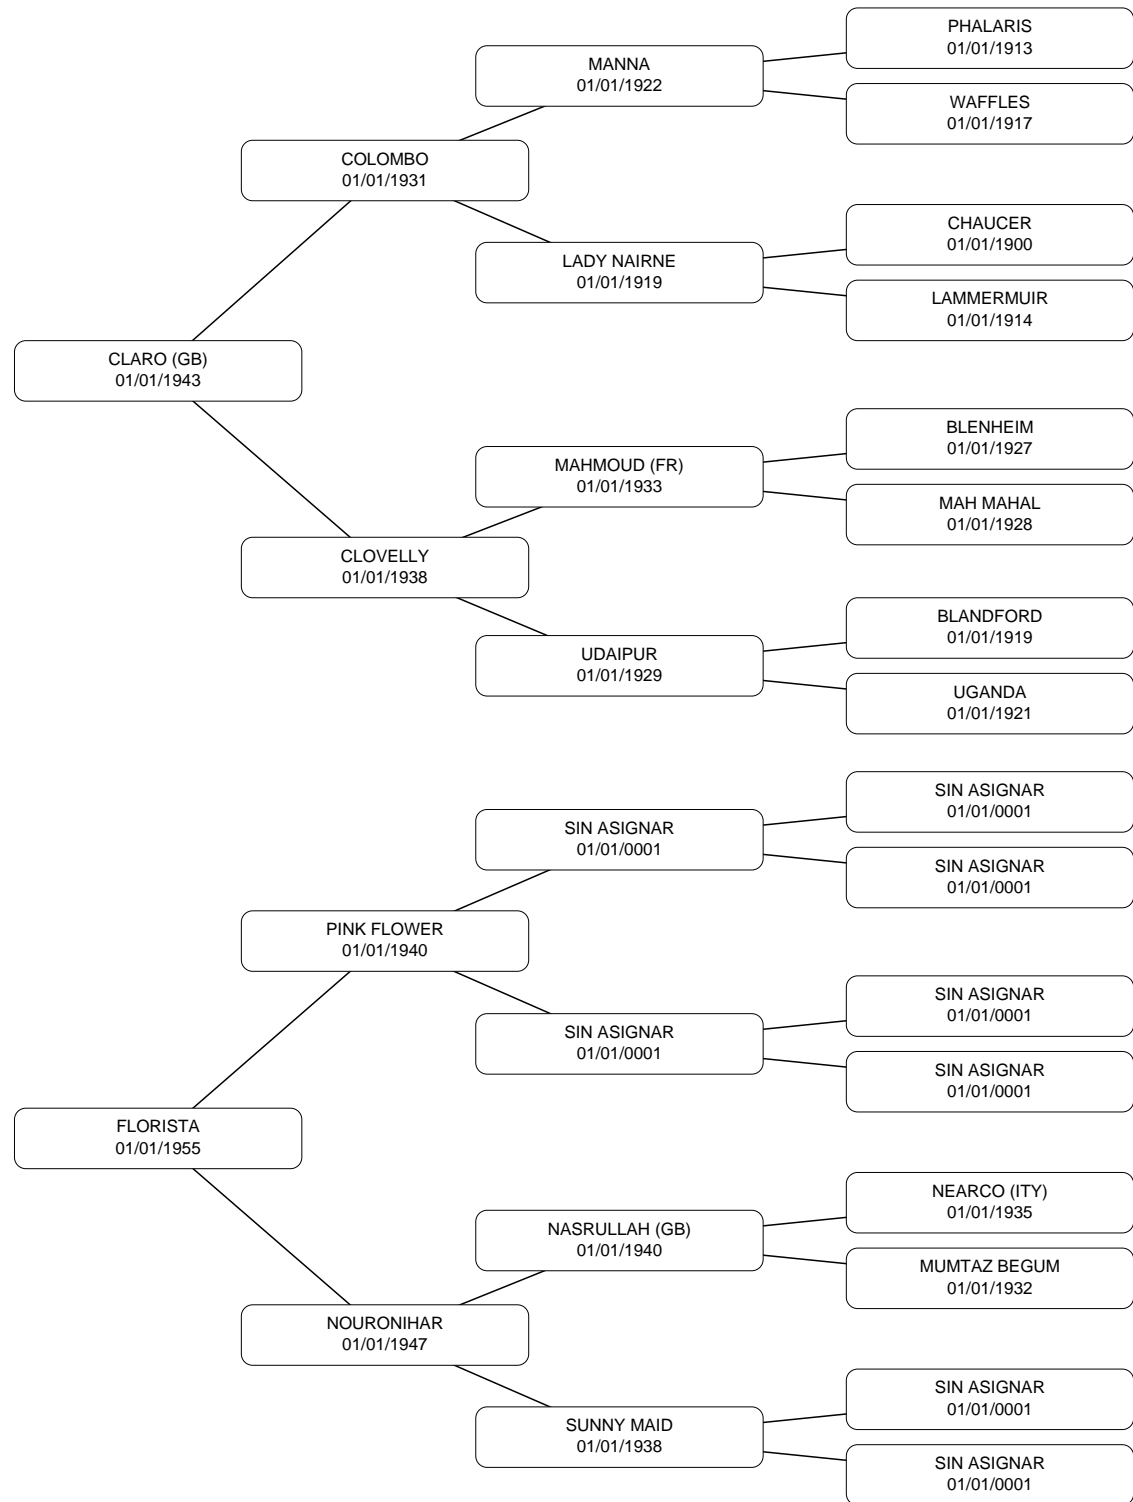 PHALARIS
01/01/1913
MANNA
01/01/1922
WAFFLES
01/01/1917
COLOMBO
01/01/1931
CHAUCER
01/01/1900
LADY NAIRNE
01/01/1919
LAMMERMUIR
01/01/1914
CLARO (GB)
01/01/1943
BLENHEIM
01/01/1927
MAHMOUD (FR)
01/01/1933
MAH MAHAL
01/01/1928
CLOVELLY
01/01/1938
BLANDFORD
01/01/1919
UDAIPUR
01/01/1929
UGANDA
01/01/1921
SIN ASIGNAR
01/01/0001
SIN ASIGNAR
01/01/0001
SIN ASIGNAR
01/01/0001
PINK FLOWER
01/01/1940
SIN ASIGNAR
01/01/0001
SIN ASIGNAR
01/01/0001
SIN ASIGNAR
01/01/0001
FLORISTA
01/01/1955
NEARCO (ITY)
01/01/1935
NASRULLAH (GB)
01/01/1940
MUMTAZ BEGUM
01/01/1932
NOURONIHAR
01/01/1947
SIN ASIGNAR
01/01/0001
SUNNY MAID
01/01/1938
SIN ASIGNAR
01/01/0001